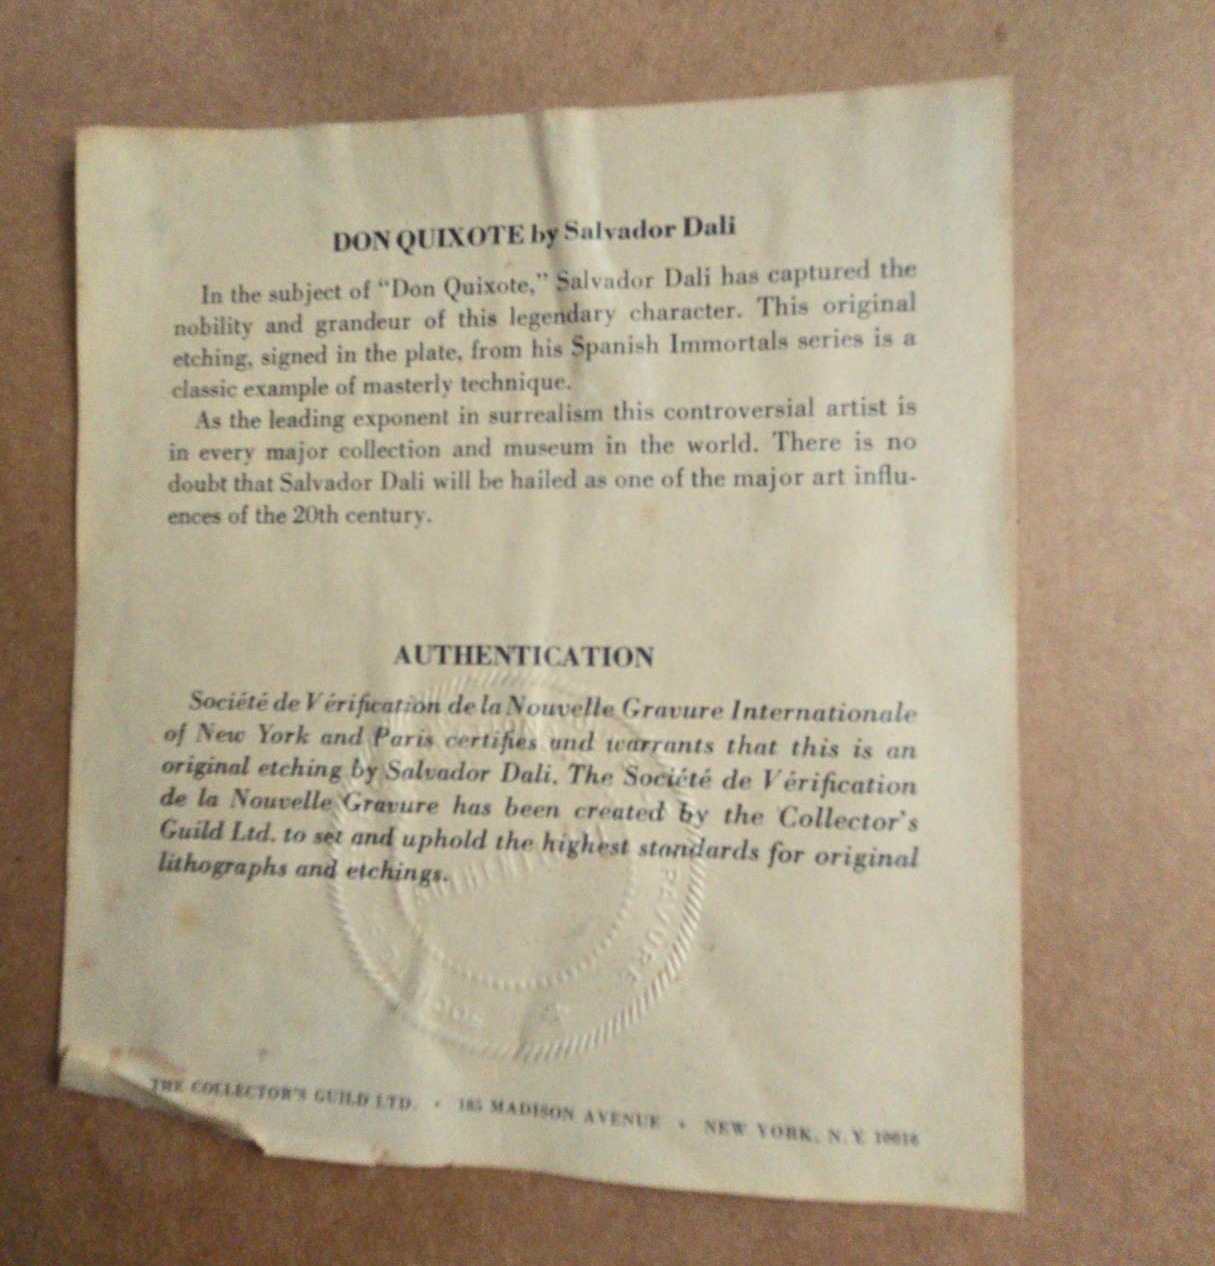 DON QUIXOTE by Salvador Dali
In the subject of “Don Quixote,” Salvador Dali has captured the
nobility and grandeur of this legendary character. This original
etching, signed in the plate, from his Spanish Immortals series is a
classic example of masterly technique.
As the leading exponent in surrealism this controversial artist is
in every major collection and museum in the world. There is no
doubt that Salvador Dali will be hailed as one of the major art influ-
ences of the 20th century.
AUTHENTICATION
Société de Vérification de la Nouvelle Gravure Internationale
of New York and Paris certifies and warrants that this is an
original etching by Salvador Dali. The Société de Vérification
de la Nouvelle Gravure has been created by the Collector's
Guild Ltd. to set and uphold the highest standards for original
lithographs and etchings.
GRAVURE
THE COLLECTOR'S GUILD LTD. • 185 MADISON AVENUE • NEW YORK, N. Y. 10016